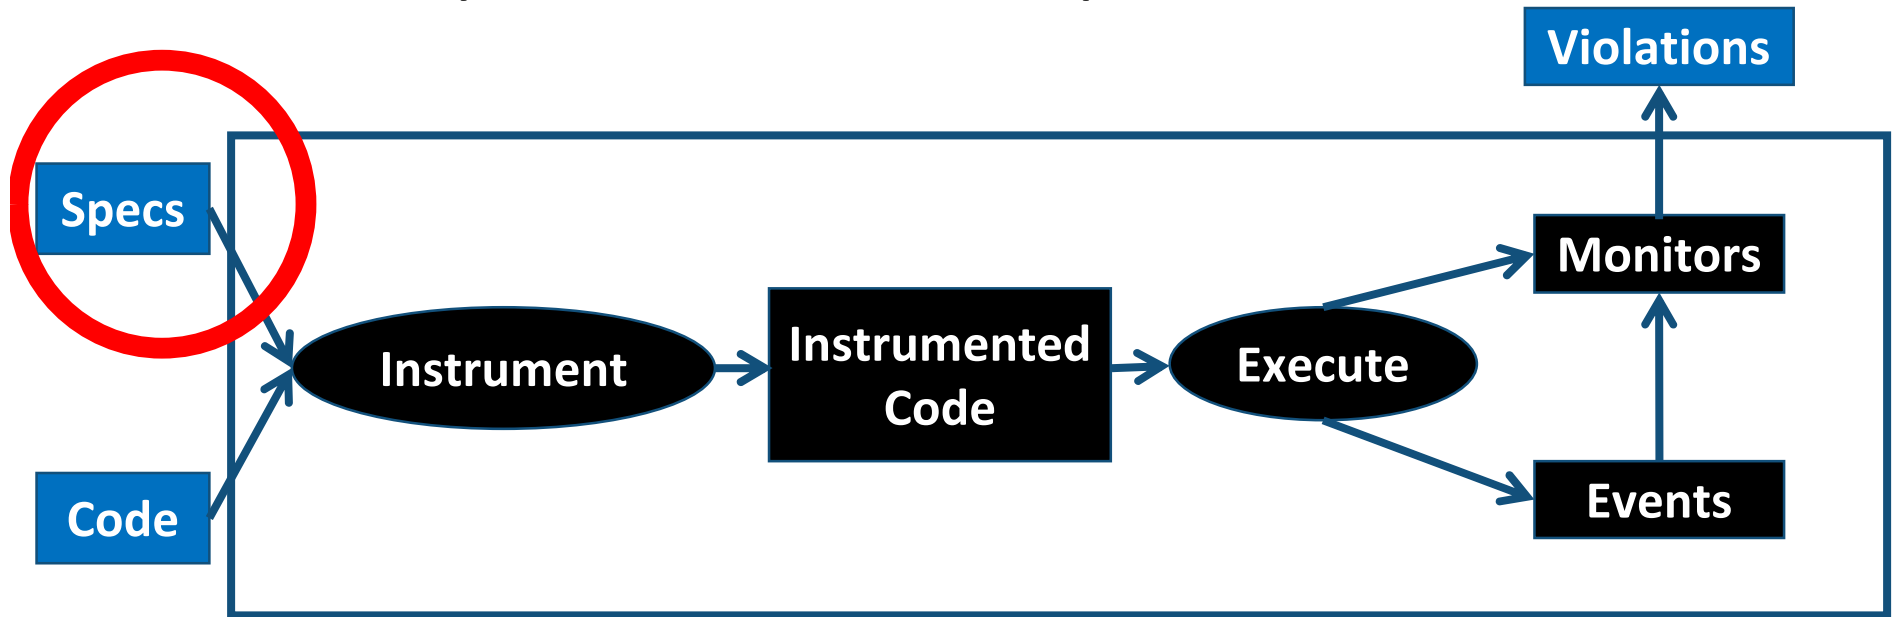 Violations
Specs
Monitors
Instrument
Instrumented
Code
Execute
Code
Events